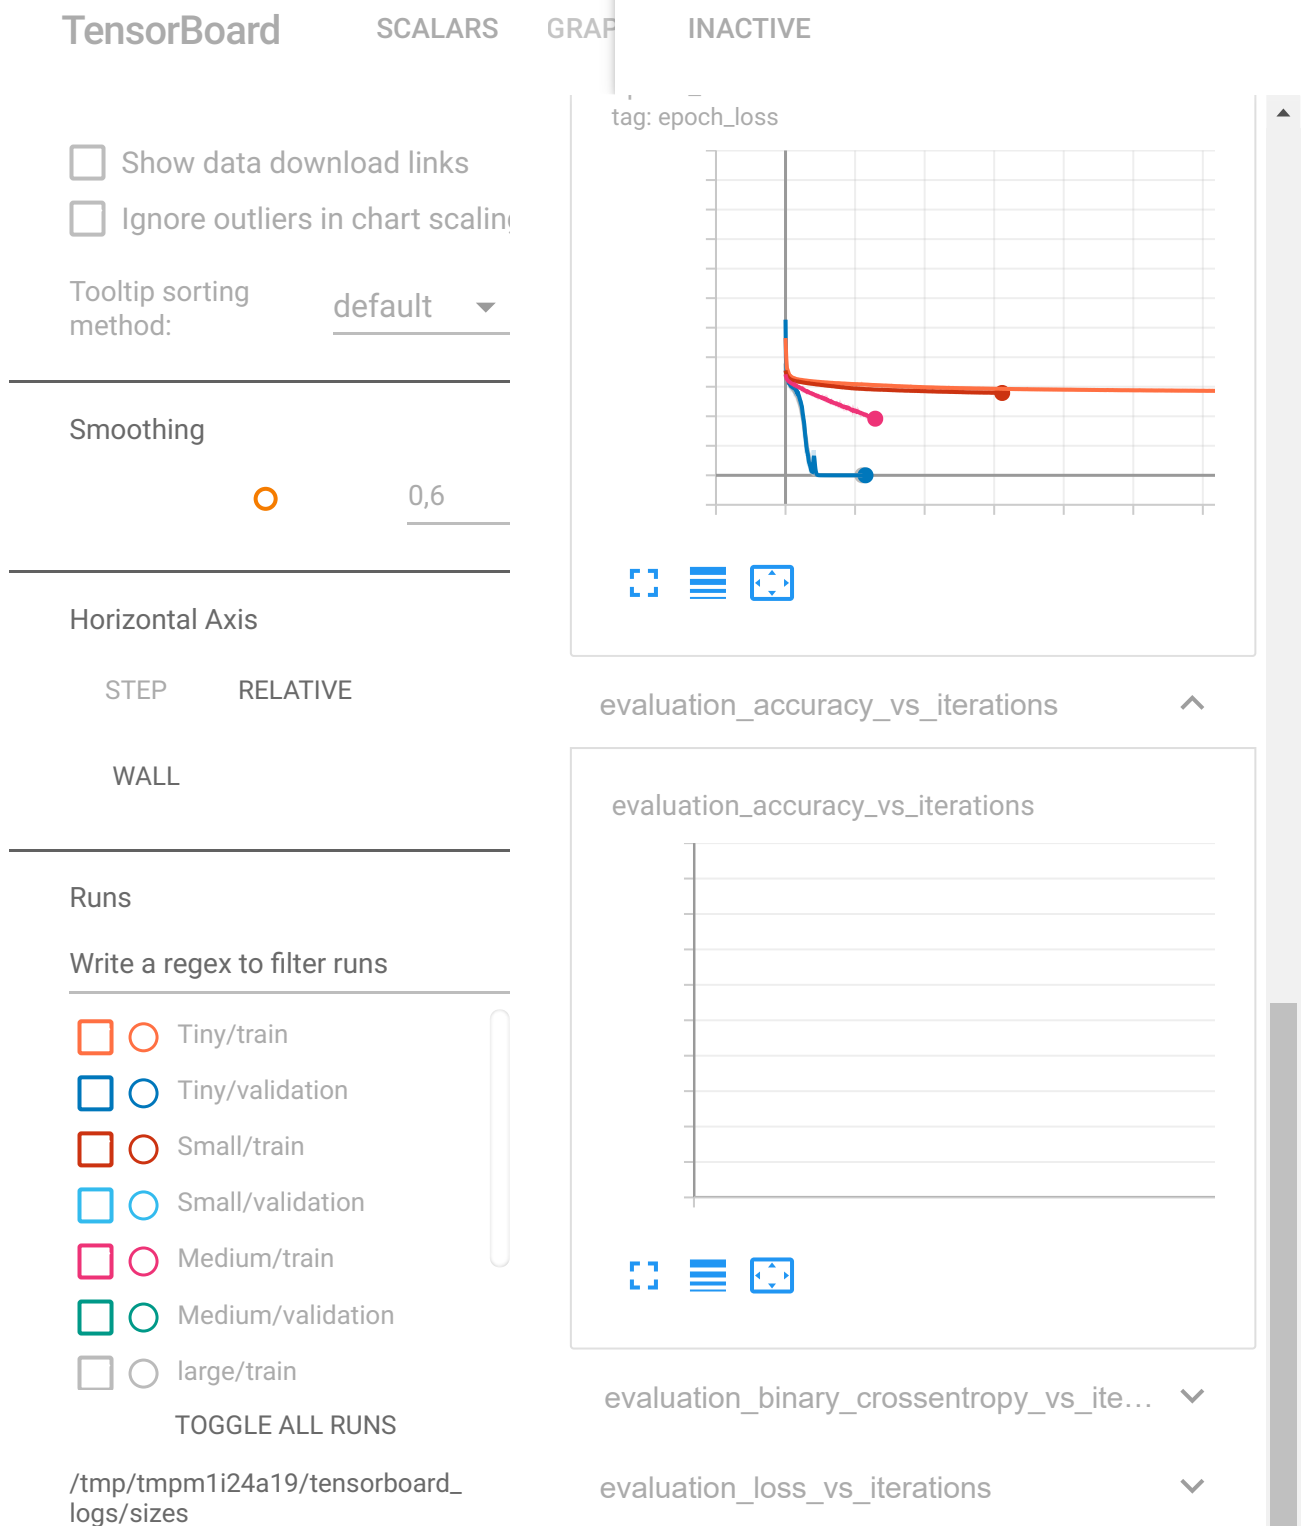 TensorBoard SCALARS GRAP INACTIVE
Show data download links
Ignore outliers in chart scaling
Tooltip sorting
method:
default
Smoothing
0,6
Horizontal Axis
STEP RELATIVE
WALL
Runs
Write a regex to filter runs
Tiny/train
Tiny/validation
Small/train
Small/validation
Medium/train
Medium/validation
large/train
TOGGLE ALL RUNS
/tmp/tmpm1i24a19/tensorboard_
logs/sizes
tag: epoch_loss
evaluation_accuracy_vs_iterations
evaluation_accuracy_vs_iterations
evaluation_binary_crossentropy_vs_ite…
evaluation_loss_vs_iterations